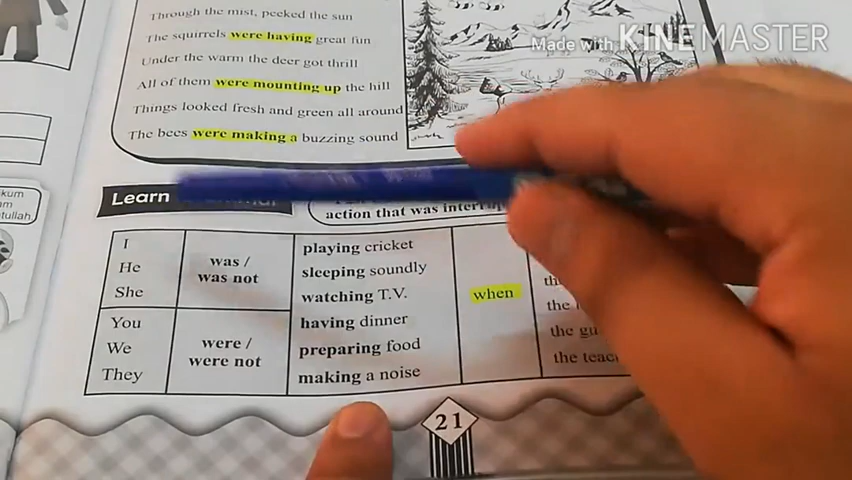 Made with KINEMASTER
Through the mist, peeked the sun
The squirrels were having great fun
Under the warm the deer got thrill
All of them were mounting up the hill
Things looked fresh and green all around
The bees were making a buzzing sound
kum
tullah
Learn
action that was
I
He
She
was /
was not
You
We
They
were /
were not
playing cricket
sleeping soundly
watching T.V.
having dinner
preparing food
making a noise
when
the
the
21